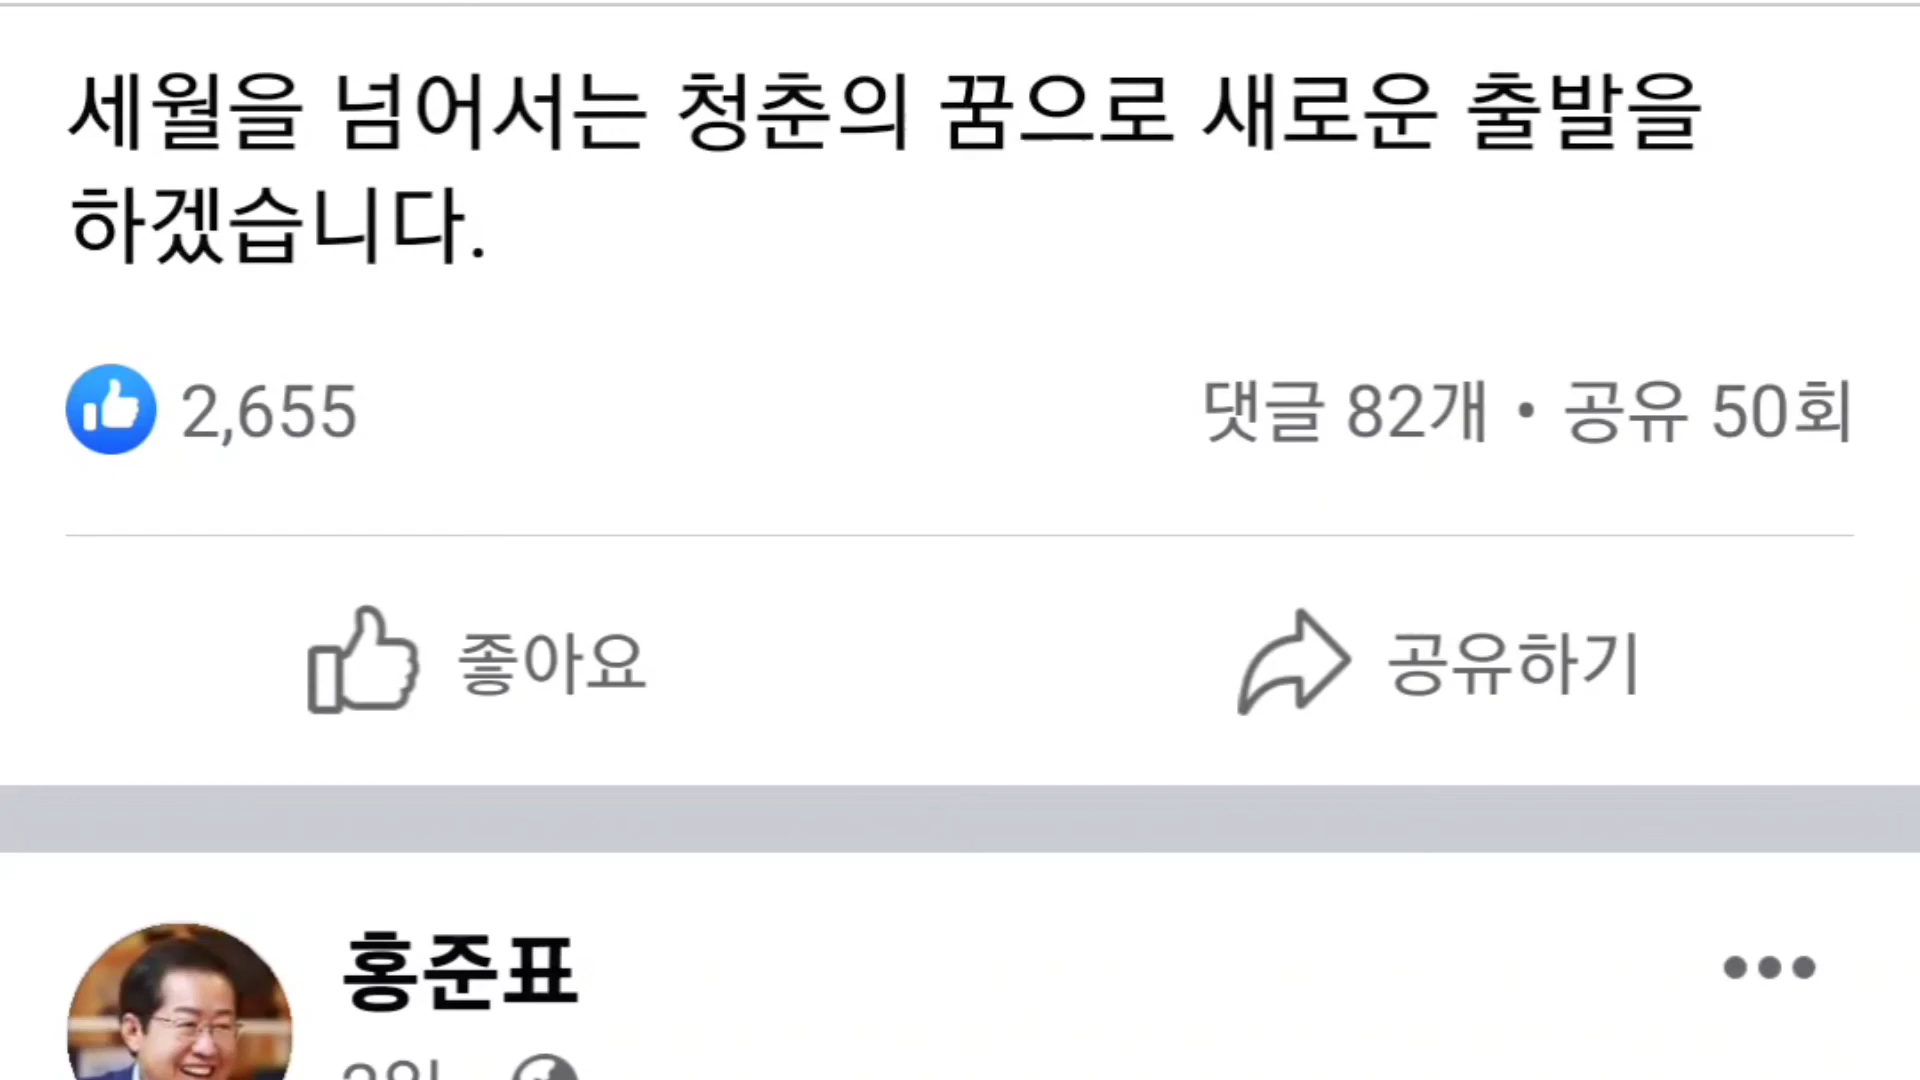 세월을 넘어서는 청춘의 꿈으로 새로운 출발을
하겠습니다.
2,655
댓글 82개 • 공유 50회
좋아요
공유하기
홍준표